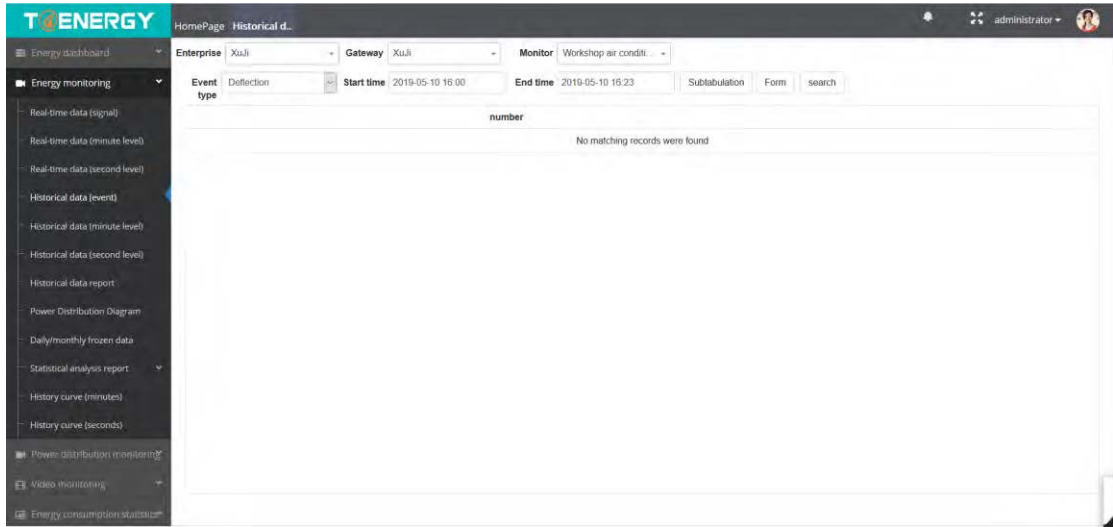 T@ENERGY
HomePage Historical d...
administrator
Energy dashboard
Enterprise XuJi Gateway XuJi Monitor Workshop air conditi...
Energy monitoring
Event type Deflection Start time 2019-05-10 16:00 End time 2019-05-10 16:23 Subtabulation Form search
number
No matching records were found
Real-time data (signal)
Real-time data (minute level)
Real-time data (second level)
Historical data (event)
Historical data (minute level)
Historical data (second level)
Historical data report
Power Distribution Diagram
Daily/monthly frozen data
Statistical analysis report
History curve (minutes)
History curve (seconds)
Power distribution monitoring
Video monitoring
Energy consumption statistics